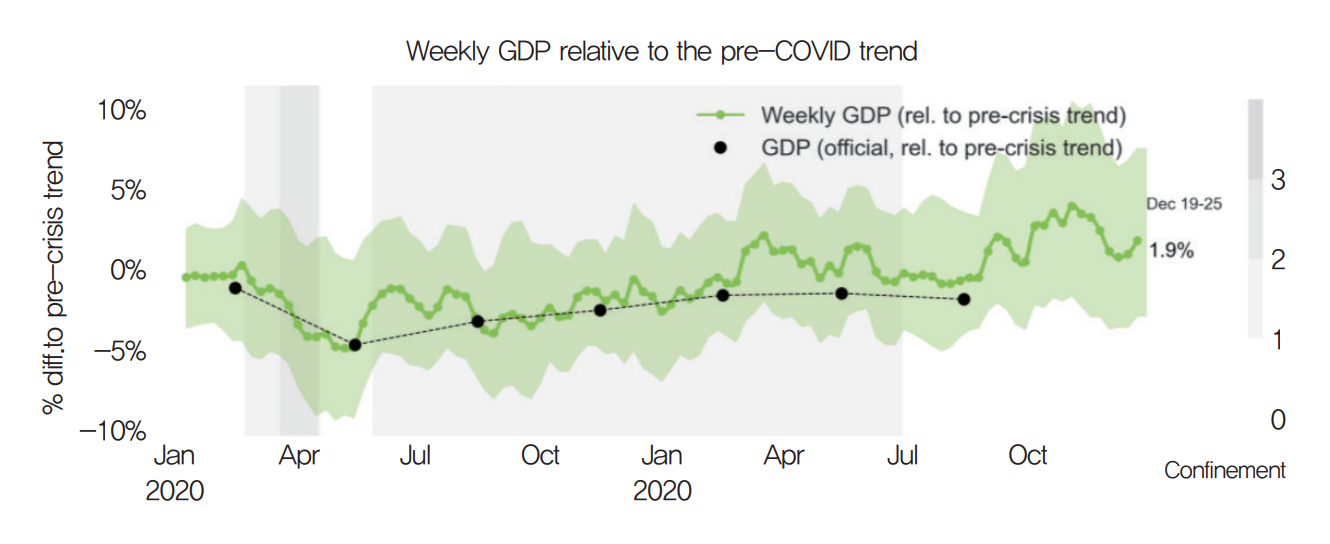 Weekly GDP relative to the pre–COVID trend
% diff.to pre–crisis trend
10%
5%
0%
–5%
–10%
Weekly GDP (rel. to pre-crisis trend)
GDP (official, rel. to pre-crisis trend)
Dec 19-25
1.9%
3
2
1
0
Confinement
Jan Apr Jul Oct Jan Apr Jul Oct
2020 2020